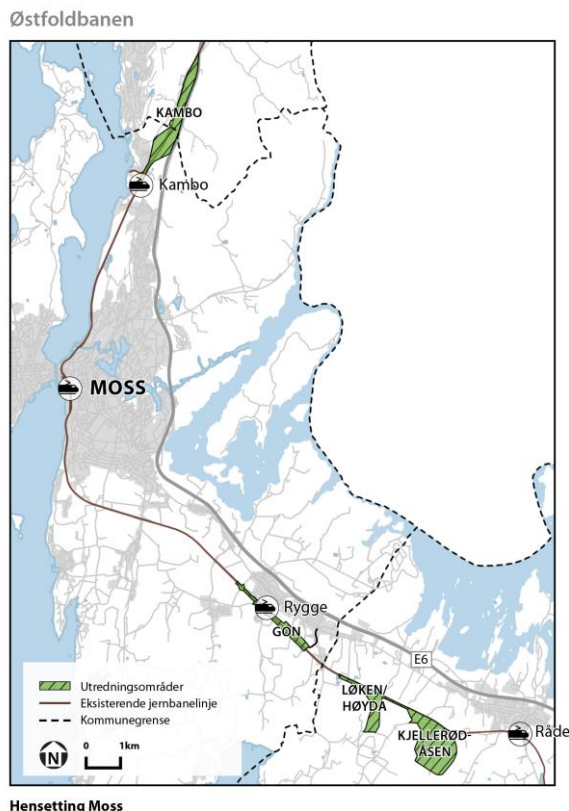 Østfoldbanen
KAMBO
Kambo
MOSS
Rygge
GON
E6
LØKEN/
HØYDA
KJELLERØD-
ÅSEN
Råde
Utredningsområder
Eksisterende jernbanelinje
Kommunegrense
N
0 1km
Hensetting Moss